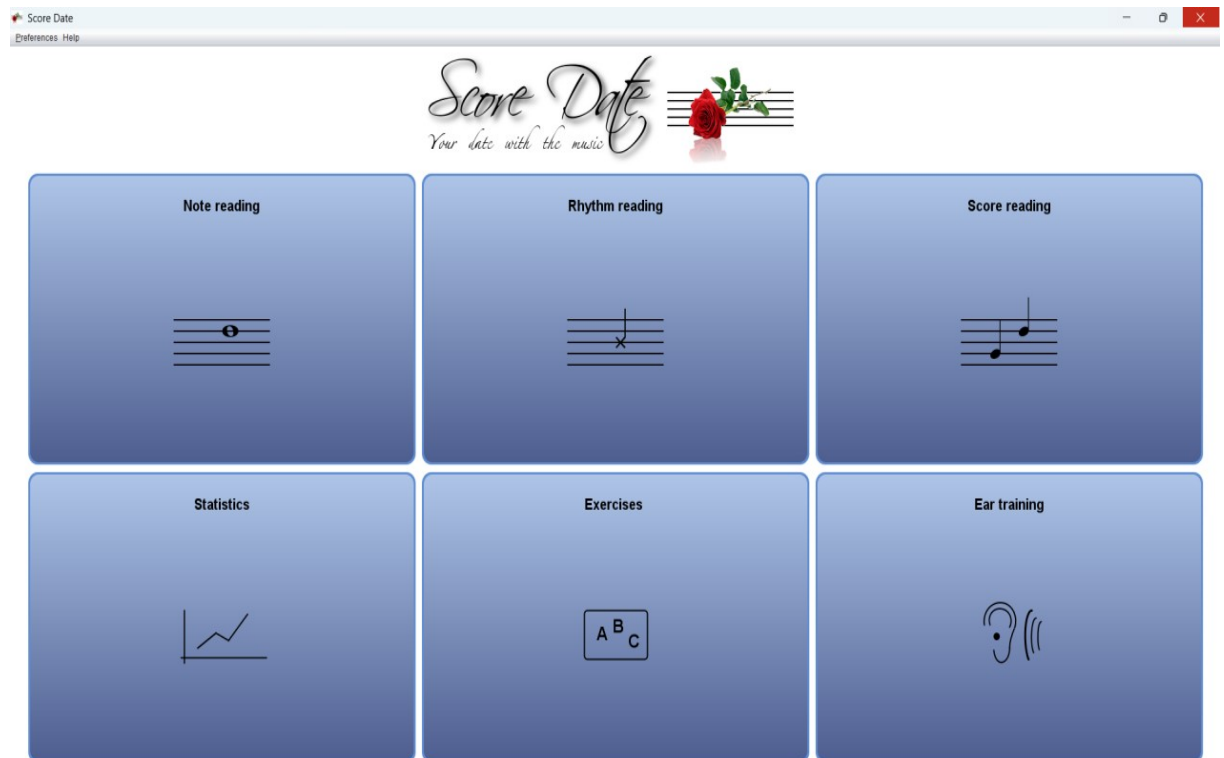 Score Date
Preferences Help
Score Date
Your date with the music
Note reading
Rhythm reading
Score reading
Statistics
Exercises
Ear training
A B C